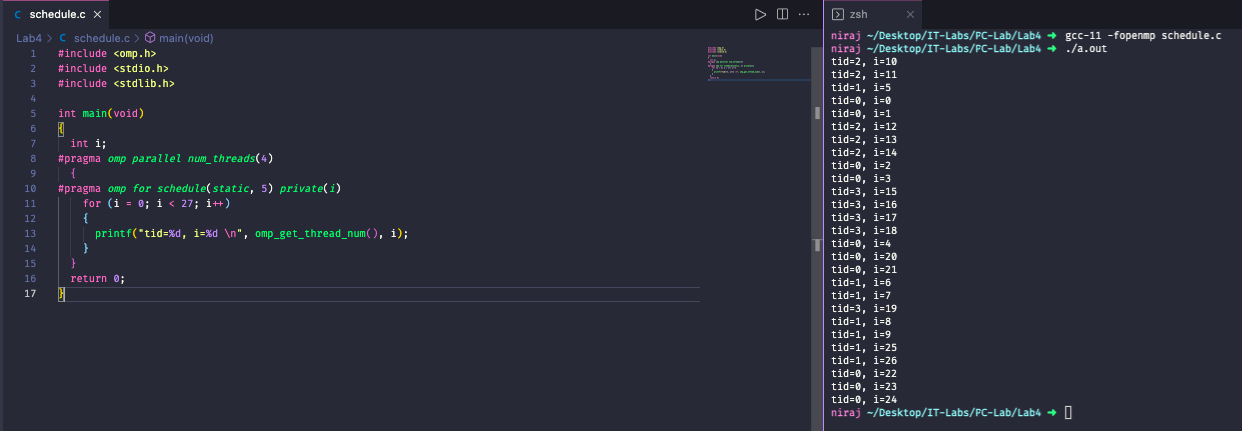 schedule.c
Lab4 > schedule.c > main(void)
1 #include <omp.h>
2 #include <stdio.h>
3 #include <stdlib.h>
4
5 int main(void)
6 {
7 int i;
8 #pragma omp parallel num_threads(4)
9 {
10 #pragma omp for schedule(static, 5) private(i)
11 for (i = 0; i < 27; i++)
12 {
13 printf("tid=%d, i=%d \n", omp_get_thread_num(), i);
14 }
15 }
16 return 0;
17 }
zsh
niraj ~/Desktop/IT-Labs/PC-Lab/Lab4 ➜ gcc-11 -fopenmp schedule.c
niraj ~/Desktop/IT-Labs/PC-Lab/Lab4 ➜ ./a.out
tid=2, i=10
tid=2, i=11
tid=1, i=5
tid=0, i=0
tid=0, i=1
tid=2, i=12
tid=2, i=13
tid=2, i=14
tid=0, i=2
tid=0, i=3
tid=3, i=15
tid=3, i=16
tid=3, i=17
tid=3, i=18
tid=0, i=4
tid=0, i=20
tid=0, i=21
tid=1, i=6
tid=1, i=7
tid=3, i=19
tid=1, i=8
tid=1, i=9
tid=1, i=25
tid=1, i=26
tid=0, i=22
tid=0, i=23
tid=0, i=24
niraj ~/Desktop/IT-Labs/PC-Lab/Lab4 ➜